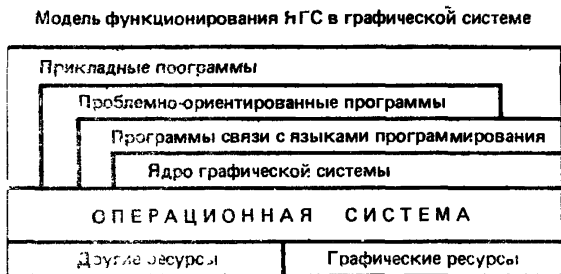 Модель функционирования ЯГС в графической системе
Прикладные программы
Проблемно-ориентированные программы
Программы связи с языками программирования
Ядро графической системы
ОПЕРАЦИОННАЯ СИСТЕМА
Другие ресурсы
Графические ресурсы